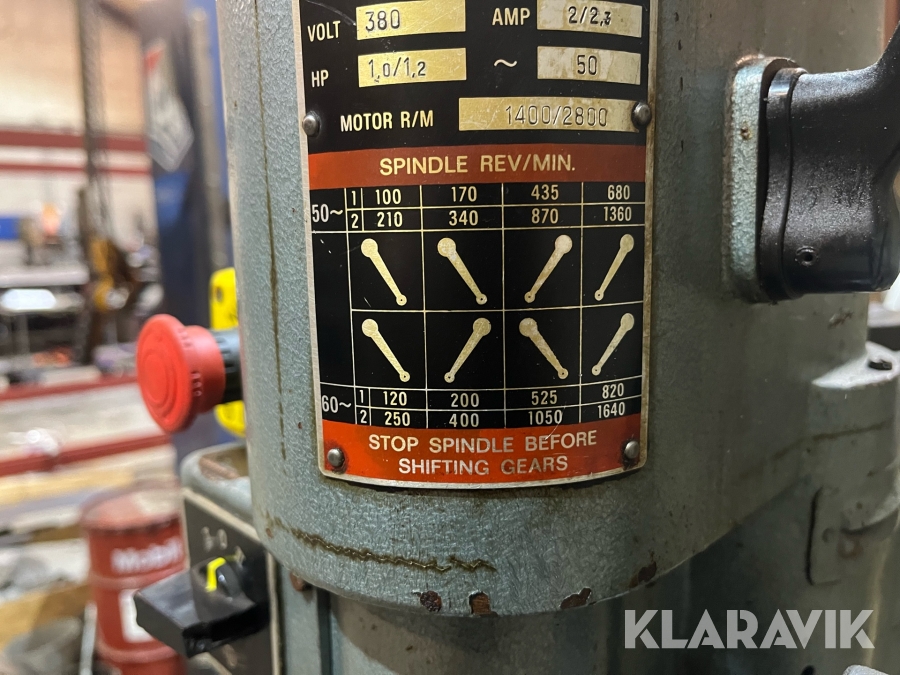 VOLT 380 AMP 2/2,3
HP 1,0/1,2 ~ 50
MOTOR R/M 1400/2800
SPINDLE REV/MIN.
50~ 1 100 170 435 680
2 210 340 870 1360
60~ 1 120 200 525 820
2 250 400 1050 1640
STOP SPINDLE BEFORE
SHIFTING GEARS
Mobil
KLARAVIK